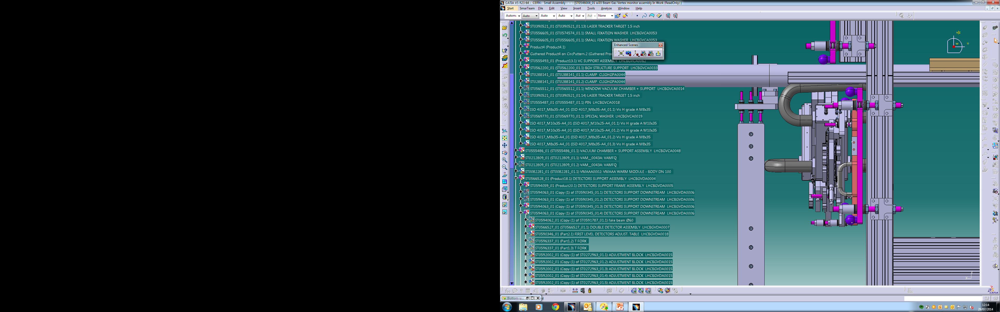 CATIA V5 R23 64 - CERN : Small Assembly - - - [ST0546008_01 a.03 Beam Gas Vertex monitor assembly In Work (ReadOnly) ]
Start SmarTeam File Edit View Insert Tools Analyze Window Help
Autom. Auto Auto Auto Aut Aut None
ST0390521_01 (ST0390521_01.13) LASER TRACKER TARGET 1.5 inch
ST0556605_01 (ST0574574_01.1) SMALL FIXATION WASHER LHCBGVCA0053
ST0556605_01 (ST0556605_01.1) SMALL FIXATION WASHER LHCBGVCA0053
Enhanced Scenes
Product4 (Product4.1)
Gathered Product4 on CircPattern.2 (Gathered Proc
ST0555493_01 (Product13.1) VC SUPPORT ASSEMBLY LHCBGVCA0062
ST0562200_01 (ST0562200_01.1) BGV STRUCTURE SUPPORT LHCBGVCA0033
ST0288141_01 (ST0288141_01.1) CLAMP CLIGHGPA0044
ST0288141_01 (ST0288141_01.2) CLAMP CLIGHGPA0044
ST0565512_01 (ST0565512_01.1) WINDOW VACUUM CHAMBER + SUPPORT LHCBGVCA0014
ST0390521_01 (ST0390521_01.14) LASER TRACKER TARGET 1.5 inch
ST0555487_01 (ST0555487_01.1) PIN LHCBGVCA0018
ISO 4017_M8x35-A4_01 (ISO 4017_M8x35-A4_01.1) Vis H grade A M8x35
ST0569770_01 (ST0569770_01.1) SPECIAL WASHER LHCBGVCA0019
ISO 4017_M10x35-A4_01 (ISO 4017_M10x25-A4_01.1) Vis H grade A M10x35
ISO 4017_M10x35-A4_01 (ISO 4017_M10x25-A4_01.2) Vis H grade A M10x35
ISO 4017_M8x35-A4_01 (ISO 4017_M8x35-A4_01.2) Vis H grade A M8x35
ISO 4017_M8x35-A4_01 (ISO 4017_M8x35-A4_01.3) Vis H grade A M8x35
ST0555486_01 (ST0555486_01.1) VACUUM CHAMBER + SUPPORT ASSEMBLY LHCBGVCA0048
ST0212809_01 (ST0212809_01.1) VAM__0043A: VAMFQ
ST0212809_01 (ST0212809_01.2) VAM__0043A: VAMFQ
ST0082281_01 (ST0082281_01.1) VMAAA0002: VMAAA WARM MODULE - BODY DN 100
ST0566528_01 (Product18.1) DETECTORS SUPPORT ASSEMBLY LHCBGVDA0004
ST0594059_01 (Product20.1) DETECTORS SUPPORT FRAME ASSEMBLY LHCBGVDA0005
ST0594063_01 (Copy (1) of ST0590345_01.1) DETECTORS SUPPORT DOWNSTREAM LHCBGVDA0006
ST0594063_01 (Copy (1) of ST0590345_01.2) DETECTORS SUPPORT DOWNSTREAM LHCBGVDA0006
ST0594063_01 (Copy (1) of ST0590345_01.3) DETECTORS SUPPORT DOWNSTREAM LHCBGVDA0006
ST0594063_01 (Copy (1) of ST0590345_01.4) DETECTORS SUPPORT DOWNSTREAM LHCBGVDA0006
ST0594062_01 (Copy (1) of ST0591787_01.1) fake beam Ø60
ST0566527_01 (ST0566527_01.1) DOUBLE DETECTOR ASSEMBLY LHCBGVDA0007
ST0590346_01 (Part2.1) FIRST LEVEL DETECTORS ADJUST. TABLE LHCBGVDA0018
ST0596337_01 (Part1.2) T FORK
ST0596337_01 (Part1.3) T FORK
ST0592002_01 (Copy (1) of ST0272963_01.1) ADJUSTMENT BLOCK LHCBGVDA0015
ST0592002_01 (Copy (1) of ST0272963_01.2) ADJUSTMENT BLOCK LHCBGVDA0015
ST0592002_01 (Copy (1) of ST0272963_01.3) ADJUSTMENT BLOCK LHCBGVDA0015
ST0592002_01 (Copy (1) of ST0272963_01.4) ADJUSTMENT BLOCK LHCBGVDA0015
ST0592002_01 (Copy (1) of ST0272963_01.5) ADJUSTMENT BLOCK LHCBGVDA0015
v|z
u
w
z
y
CATIA
(Bottom-u...
12:14
29/07/2014